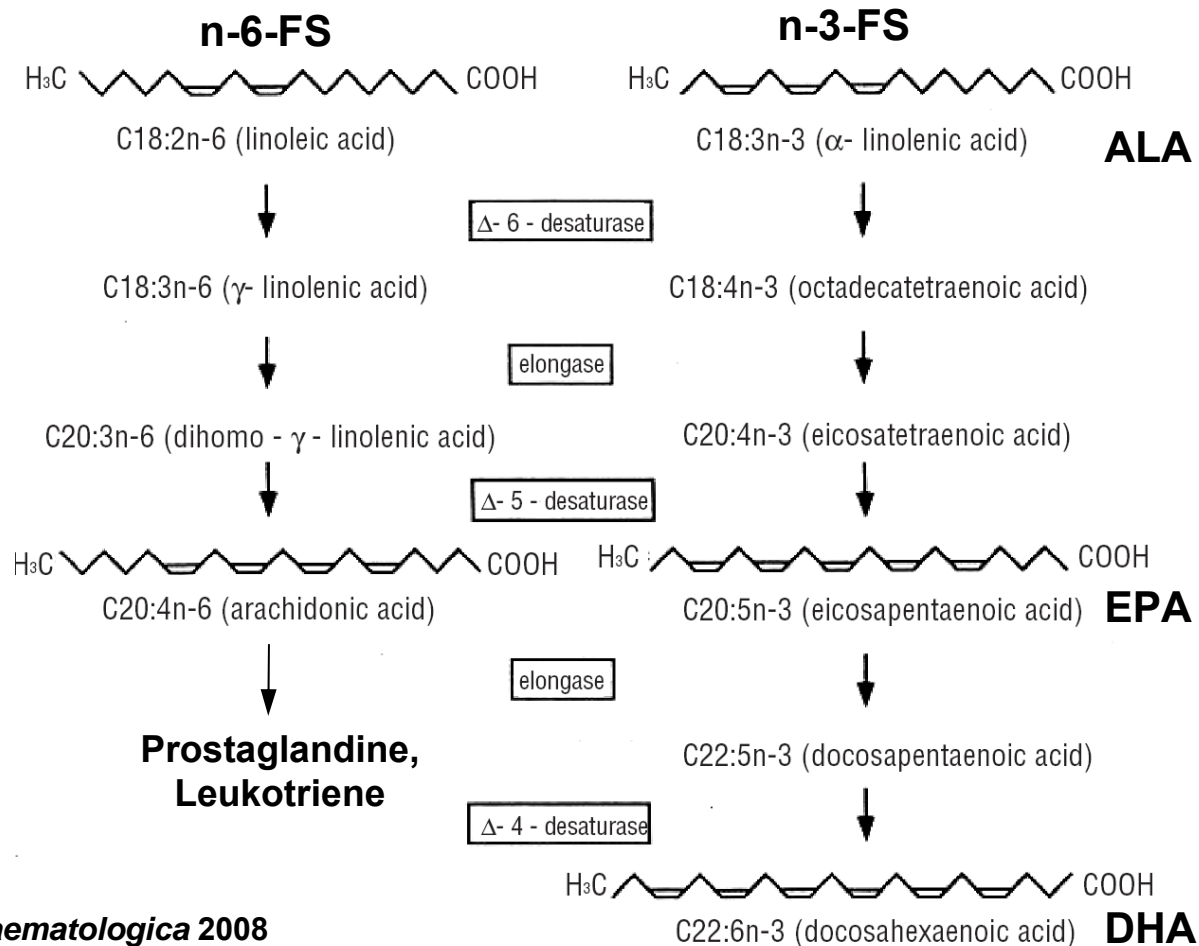 n-6-FS
n-3-FS
H₃C COOH
H₃C COOH
C18:2n-6 (linoleic acid)
C18:3n-3 (α- linolenic acid)
ALA
Δ- 6 - desaturase
C18:3n-6 (γ- linolenic acid)
C18:4n-3 (octadecatetraenoic acid)
elongase
C20:3n-6 (dihomo - γ - linolenic acid)
C20:4n-3 (eicosatetraenoic acid)
Δ- 5 - desaturase
H₃C COOH
H₃C COOH
C20:4n-6 (arachidonic acid)
C20:5n-3 (eicosapentaenoic acid)
EPA
elongase
Prostaglandine,
Leukotriene
C22:5n-3 (docosapentaenoic acid)
Δ- 4 - desaturase
H₃C COOH
C22:6n-3 (docosahexaenoic acid)
DHA
aematologica 2008